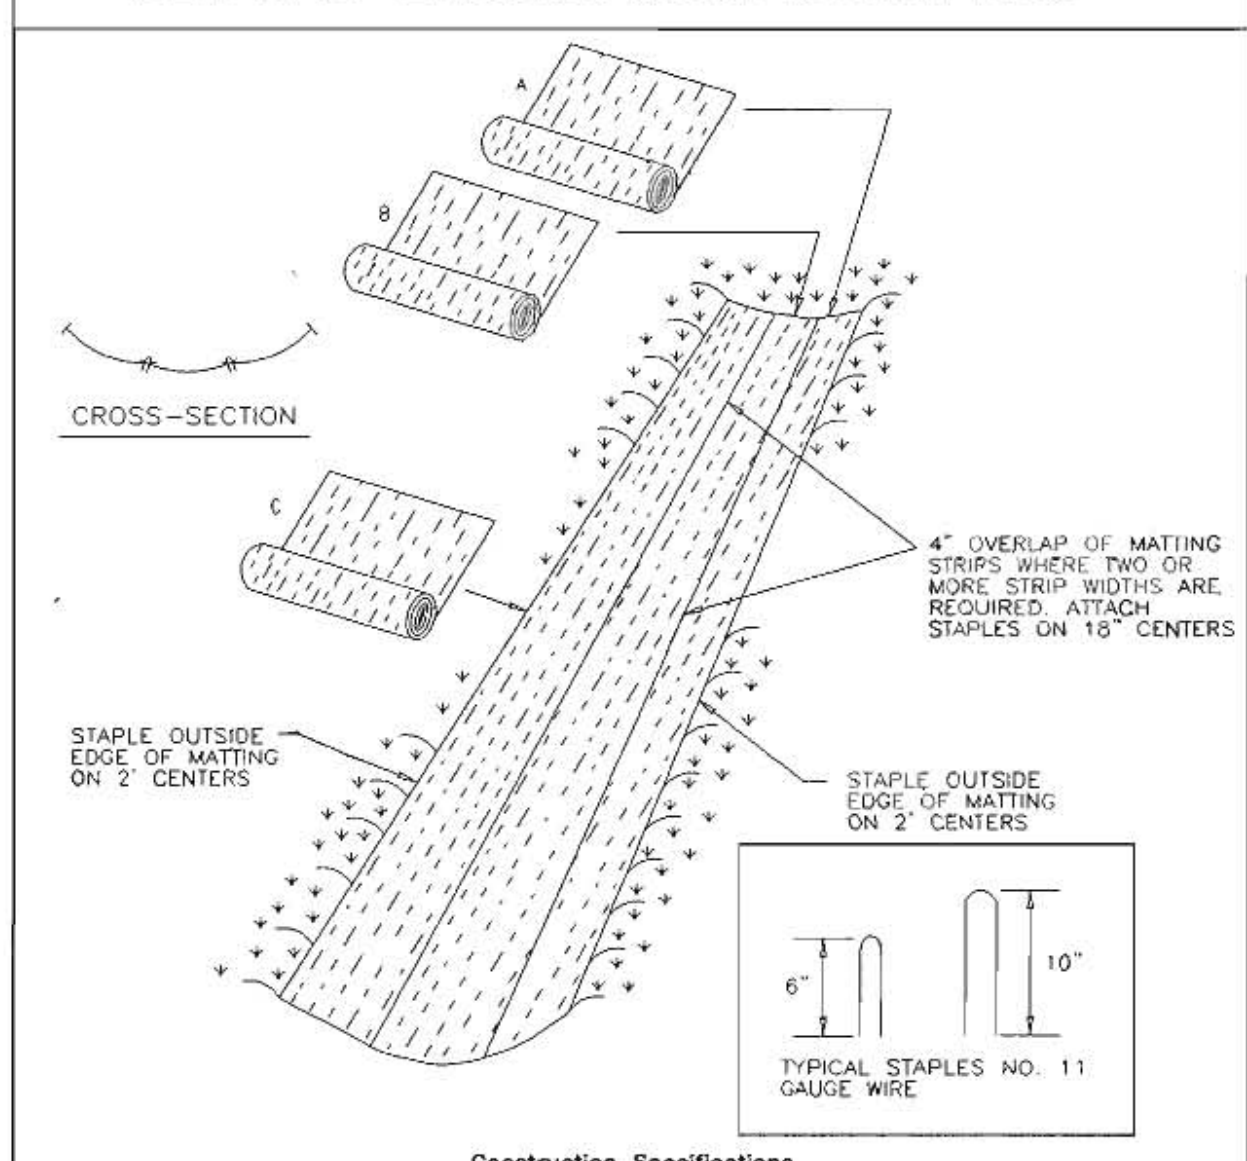 A
B
CROSS-SECTION
C
4" OVERLAP OF MATTING
STRIPS WHERE TWO OR
MORE STRIP WIDTHS ARE
REQUIRED. ATTACH
STAPLES ON 18" CENTERS
STAPLE OUTSIDE
EDGE OF MATTING
ON 2' CENTERS
STAPLE OUTSIDE
EDGE OF MATTING
ON 2' CENTERS
6"
10"
TYPICAL STAPLES NO. 11
GAUGE WIRE
Construction Specifications